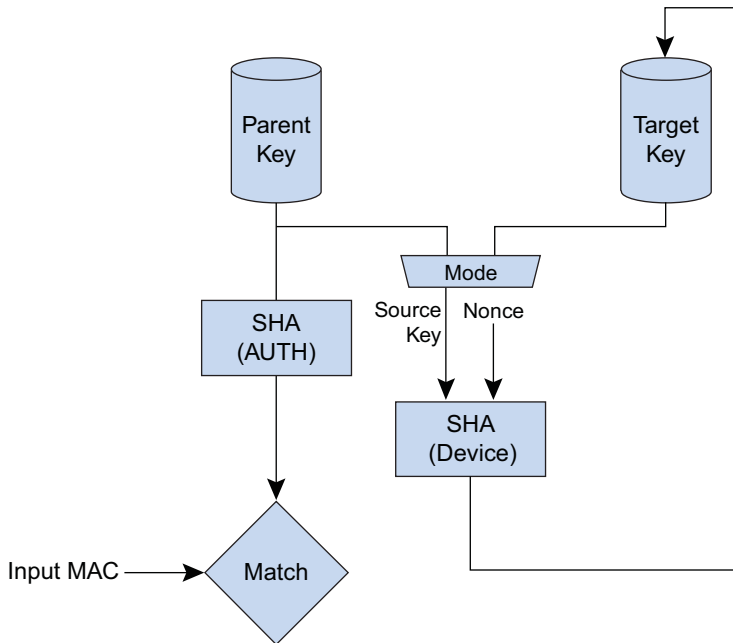 Parent
Key
Target
Key
Mode
Source
Key
Nonce
SHA
(AUTH)
SHA
(Device)
Input MAC
Match